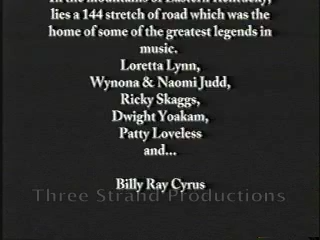 In the mountains of Eastern Kentucky,
lies a 144 stretch of road which was the
home of some of the greatest legends in
music.
Loretta Lynn,
Wynona & Naomi Judd,
Ricky Skaggs,
Dwight Yoakam,
Patty Loveless
and...
Billy Ray Cyrus
Three Strand Productions